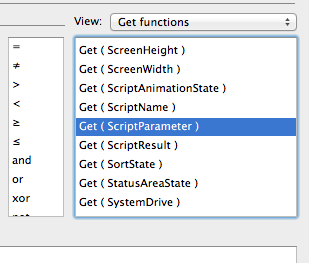 View: Get functions
=
≠
>
<
≥
≤
and
or
xor
Get ( ScreenHeight )
Get ( ScreenWidth )
Get ( ScriptAnimationState )
Get ( ScriptName )
Get ( ScriptParameter )
Get ( ScriptResult )
Get ( SortState )
Get ( StatusAreaState )
Get ( SystemDrive )